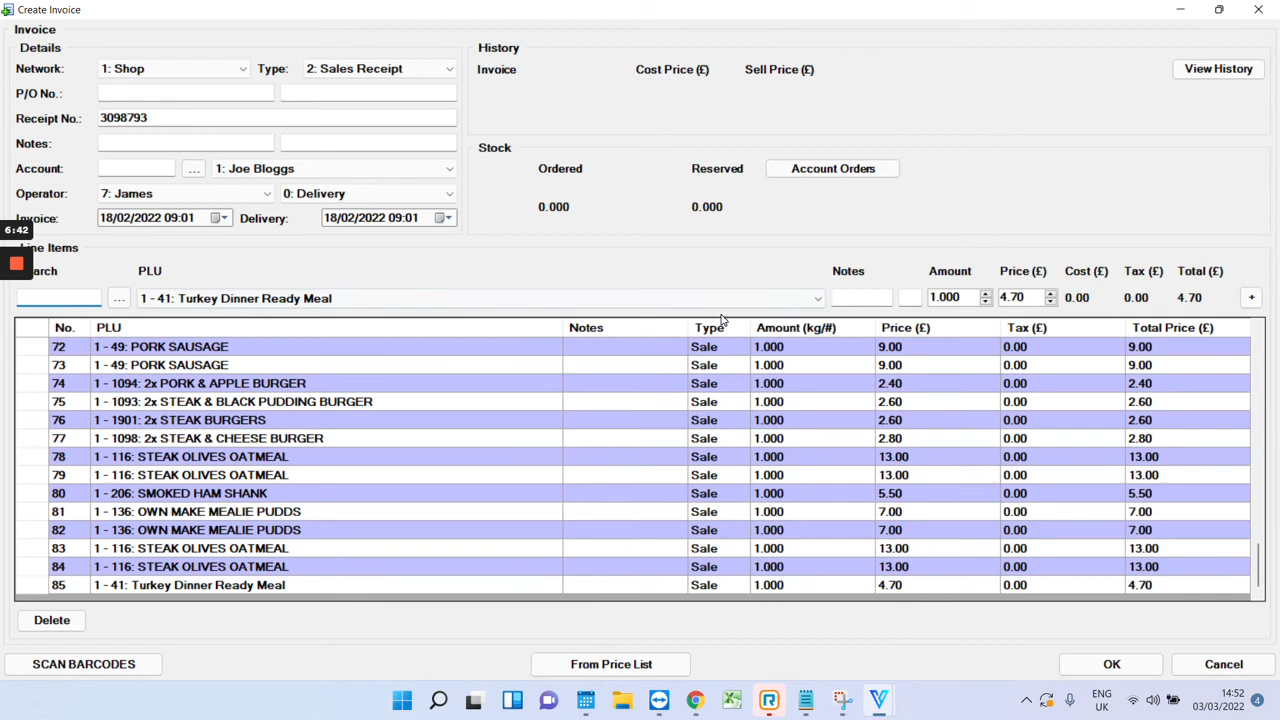 Create Invoice
Invoice
Details
History
Network: 1: Shop Type: 2: Sales Receipt
Invoice Cost Price (£) Sell Price (£) View History
P/O No.:
Receipt No.: 3098793
Notes:
Stock
Account: ... 1: Joe Bloggs
Ordered Reserved Account Orders
Operator: 7: James 0: Delivery
0.000 0.000
Invoice: 18/02/2022 09:01 Delivery: 18/02/2022 09:01
6:42
Line Items
arch PLU Notes Amount Price (£) Cost (£) Tax (£) Total (£)
... 1 - 41: Turkey Dinner Ready Meal 1.000 4.70 0.00 0.00 4.70 +
No. PLU Notes Type Amount (kg/#) Price (£) Tax (£) Total Price (£)
72 1 - 49: PORK SAUSAGE Sale 1.000 9.00 0.00 9.00
73 1 - 49: PORK SAUSAGE Sale 1.000 9.00 0.00 9.00
74 1 - 1094: 2x PORK & APPLE BURGER Sale 1.000 2.40 0.00 2.40
75 1 - 1093: 2x STEAK & BLACK PUDDING BURGER Sale 1.000 2.60 0.00 2.60
76 1 - 1901: 2x STEAK BURGERS Sale 1.000 2.60 0.00 2.60
77 1 - 1098: 2x STEAK & CHEESE BURGER Sale 1.000 2.80 0.00 2.80
78 1 - 116: STEAK OLIVES OATMEAL Sale 1.000 13.00 0.00 13.00
79 1 - 116: STEAK OLIVES OATMEAL Sale 1.000 13.00 0.00 13.00
80 1 - 206: SMOKED HAM SHANK Sale 1.000 5.50 0.00 5.50
81 1 - 136: OWN MAKE MEALIE PUDDS Sale 1.000 7.00 0.00 7.00
82 1 - 136: OWN MAKE MEALIE PUDDS Sale 1.000 7.00 0.00 7.00
83 1 - 116: STEAK OLIVES OATMEAL Sale 1.000 13.00 0.00 13.00
84 1 - 116: STEAK OLIVES OATMEAL Sale 1.000 13.00 0.00 13.00
85 1 - 41: Turkey Dinner Ready Meal Sale 1.000 4.70 0.00 4.70
Delete
SCAN BARCODES From Price List OK Cancel
ENG 14:52
UK 03/03/2022 4